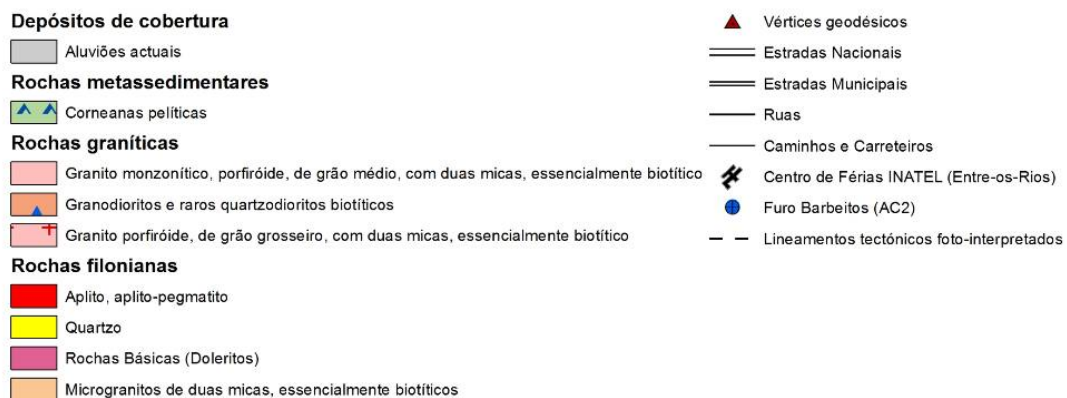 Depósitos de cobertura
Aluviões actuais
Rochas metassedimentares
Corneanas pelíticas
Rochas graníticas
Granito monzonítico, porfiróide, de grão médio, com duas micas, essencialmente biotítico
Granodioritos e raros quartzodioritos biotíticos
Granito porfiróide, de grão grosseiro, com duas micas, essencialmente biotítico
Rochas filonianas
Aplito, aplito-pegmatito
Quartzo
Rochas Básicas (Doleritos)
Microgranitos de duas micas, essencialmente biotíticos
Vértices geodésicos
Estradas Nacionais
Estradas Municipais
Ruas
Caminhos e Carreteiros
Centro de Férias INATEL (Entre-os-Rios)
Furo Barbeitos (AC2)
Lineamentos tectónicos foto-interpretados